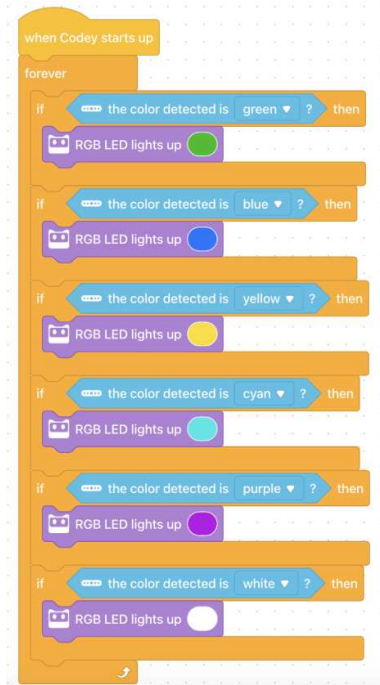 when Codey starts up
forever
if the color detected is green ? then
RGB LED lights up
if the color detected is blue ? then
RGB LED lights up
if the color detected is yellow ? then
RGB LED lights up
if the color detected is cyan ? then
RGB LED lights up
if the color detected is purple ? then
RGB LED lights up
if the color detected is white ? then
RGB LED lights up